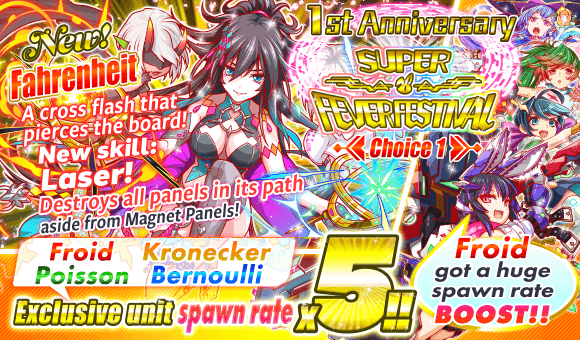 New!
Fahrenheit
A cross flash that
pierces the board!
New skill:
Laser!
Destroys all panels in its path
aside from Magnet Panels!
1st Anniversary
SUPER
FEVER FESTIVAL
Choice 1
Froid Kronecker
Poisson Bernoulli
Exclusive unit spawn rate x5!!
Froid
got a huge
spawn rate
BOOST!!